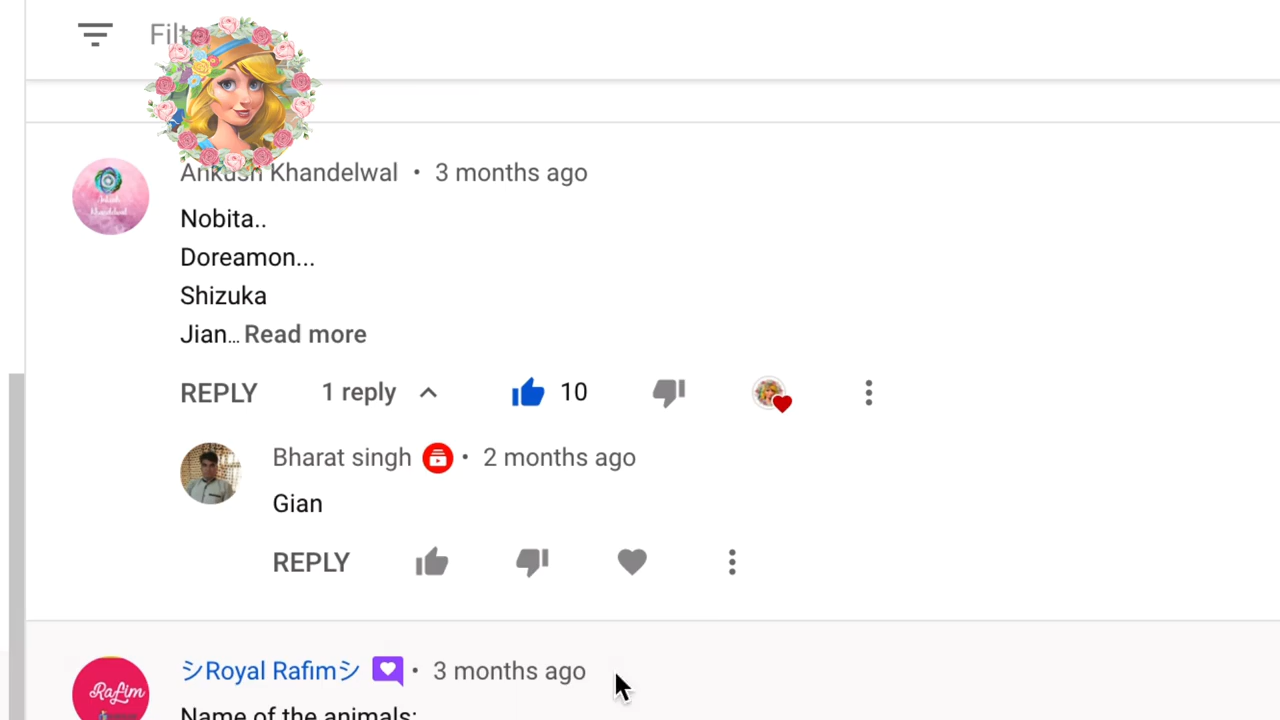 Filter
Ankush Khandelwal • 3 months ago
Nobita..
Doreamon...
Shizuka
Jian... Read more
REPLY 1 reply 10
Bharat singh • 2 months ago
Gian
REPLY
シRoyal Rafimシ • 3 months ago
Rafim
Name of the animals: